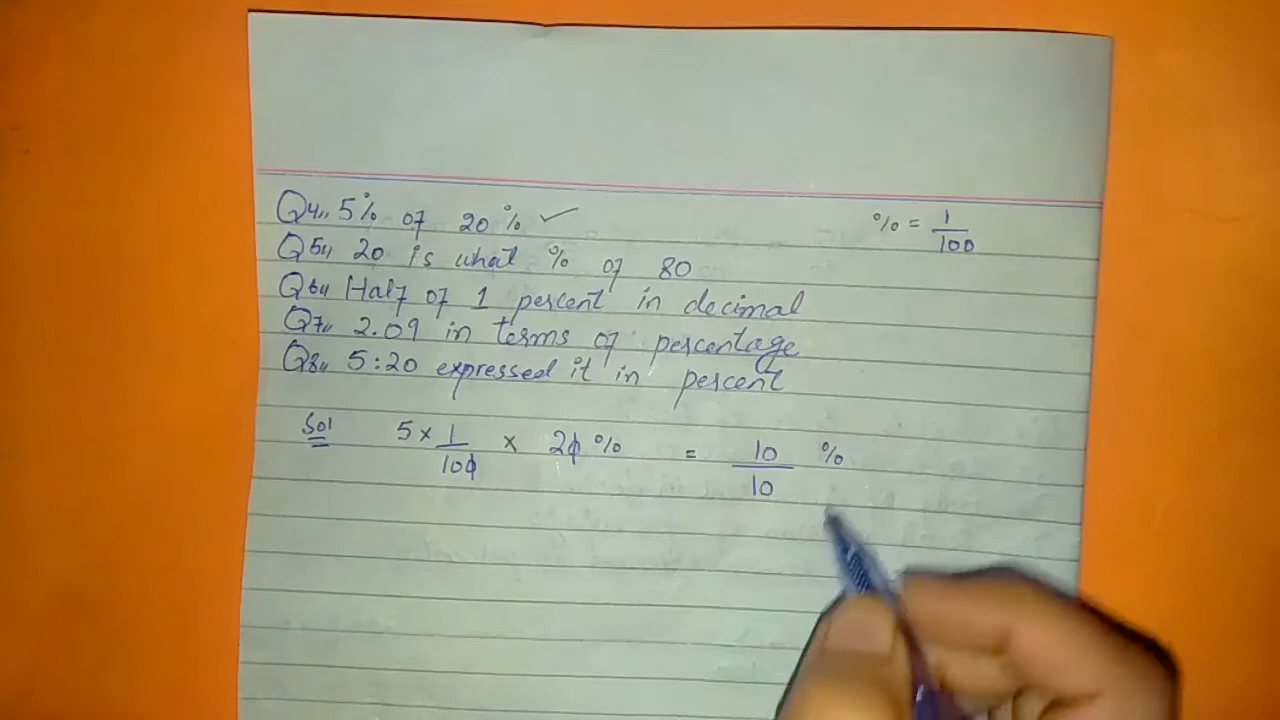 Q4,, 5% of 20% ✓ % = 1/100
Q5,, 20 is what % of 80
Q6,, Half of 1 percent in decimal
Q7,, 2.09 in terms of percentage
Q8,, 5:20 expressed it in percent
Sol 5 × 1/100 × 20 % = 10/10 %